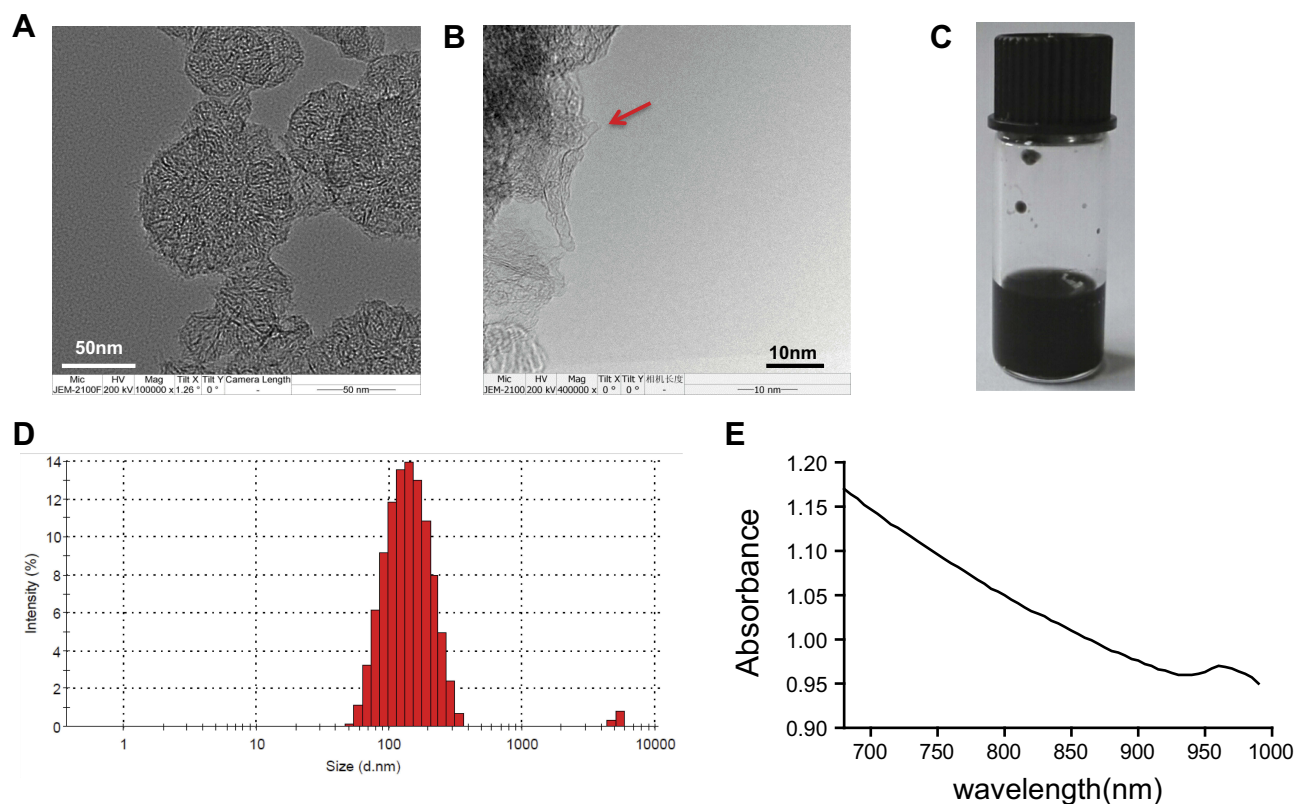 A
B
C
50nm
Mic HV Mag Tilt X Tilt Y Camera Length
JEM-2100F 200 kV 100000 x 1.26 ° 0 ° - 50 nm
10nm
Mic HV Mag Tilt X Tilt Y 相机长度
JEM-2100 200 kV 400000 x 0 ° 0 ° - 10 nm
D
14
12
10
8
6
4
2
0
Intensity (%)
1 10 100 1000 10000
Size (d.nm)
E
1.20
1.15
1.10
1.05
1.00
0.95
0.90
Absorbance
700 750 800 850 900 950 1000
wavelength(nm)